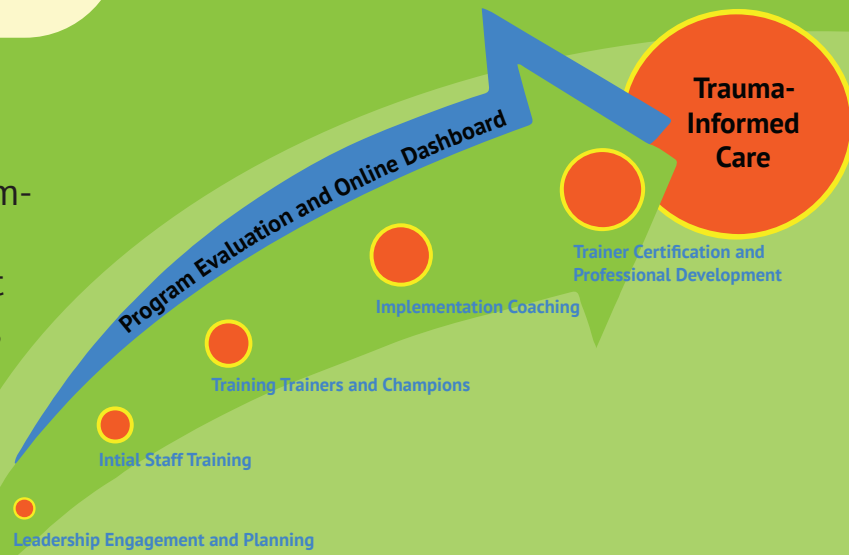 m-
t
Trauma-
Informed
Care
Program Evaluation and Online Dashboard
Trainer Certification and
Professional Development
Implementation Coaching
Training Trainers and Champions
Intial Staff Training
Leadership Engagement and Planning